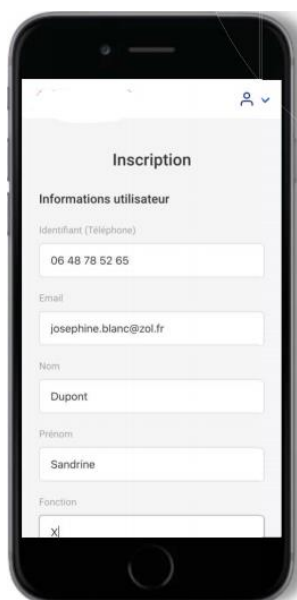 Inscription
Informations utilisateur
Identifiant (Téléphone)
06 48 78 52 65
Email
josephine.blanc@zol.fr
Nom
Dupont
Prénom
Sandrine
Fonction
X